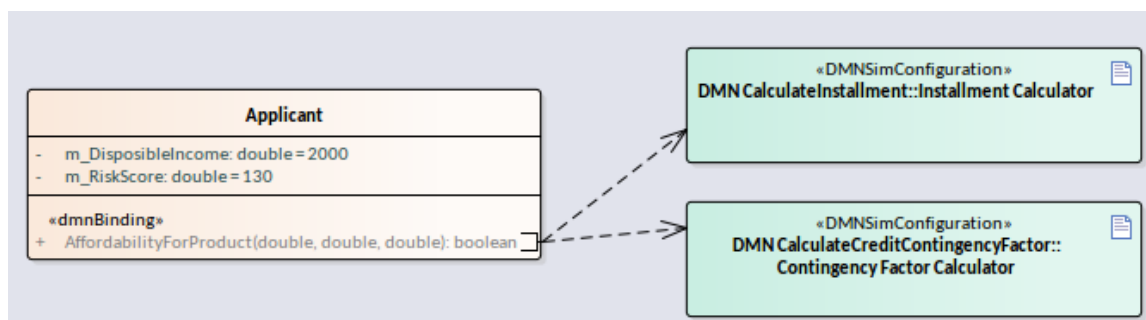 Applicant
- m_DisposibleIncome: double = 2000
- m_RiskScore: double = 130
«dmnBinding»
+ AffordabilityForProduct(double, double, double): boolean
«DMNSimConfiguration»
DMN CalculateInstallment::Installment Calculator
«DMNSimConfiguration»
DMN CalculateCreditContingencyFactor::
Contingency Factor Calculator